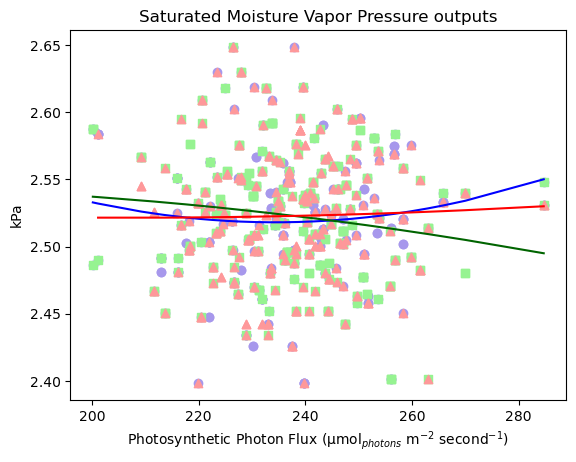 Saturated Moisture Vapor Pressure outputs
2.65
2.60
2.55
2.50
2.45
2.40
kPa
200 220 240 260 280
Photosynthetic Photon Flux (μmol$_{photons}$ m$^{-2}$ second$^{-1}$)